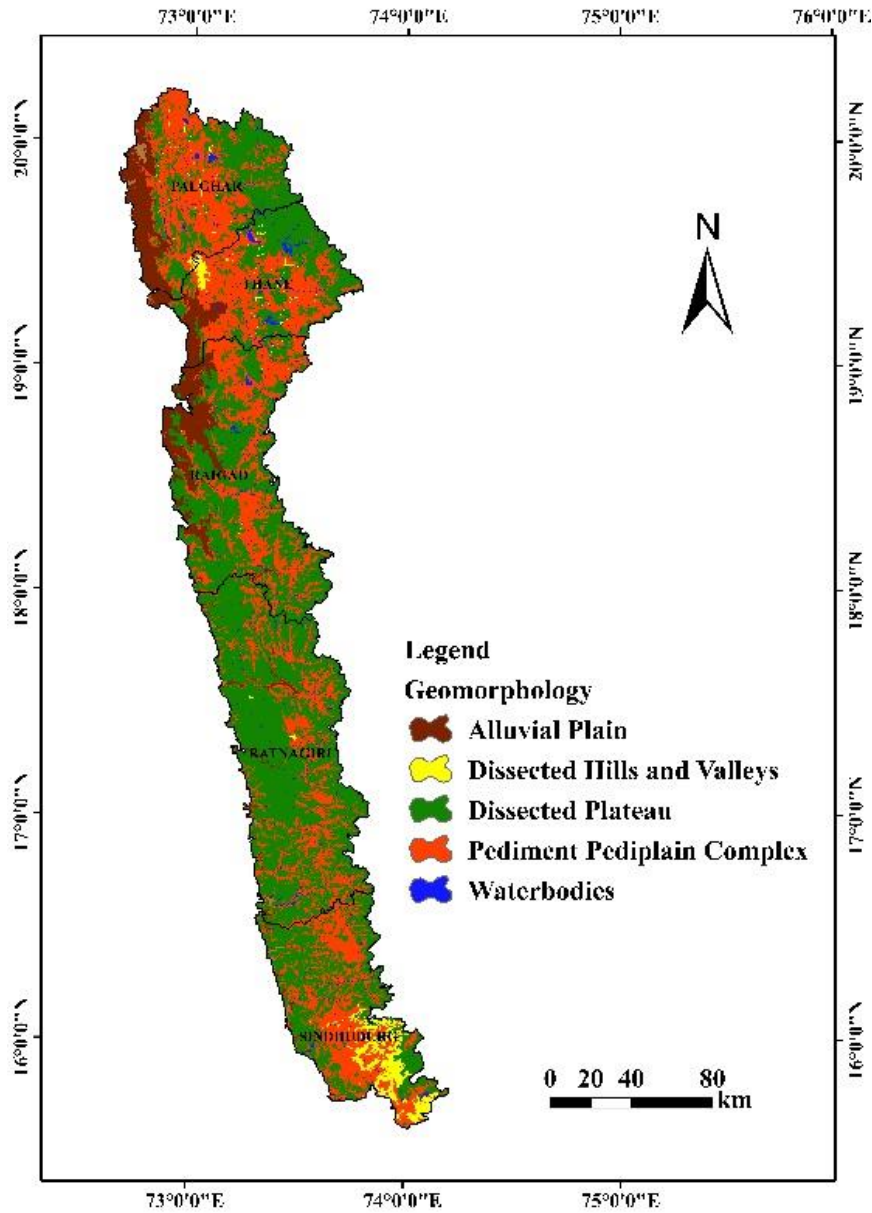 73°0'0"E 74°0'0"E 75°0'0"E 76°0'0"E
20°0'0"N 20°0'0"N
PALGHAR
N
THANE
19°0'0"N 19°0'0"N
RAIGAD
18°0'0"N 18°0'0"N
Legend
Geomorphology
Alluvial Plain
Dissected Hills and Valleys
RATNAGIRI
Dissected Plateau
17°0'0"N 17°0'0"N
Pediment Pediplain Complex
Waterbodies
16°0'0"N 16°0'0"N
SINDHUDURG
0 20 40 80
km
73°0'0"E 74°0'0"E 75°0'0"E